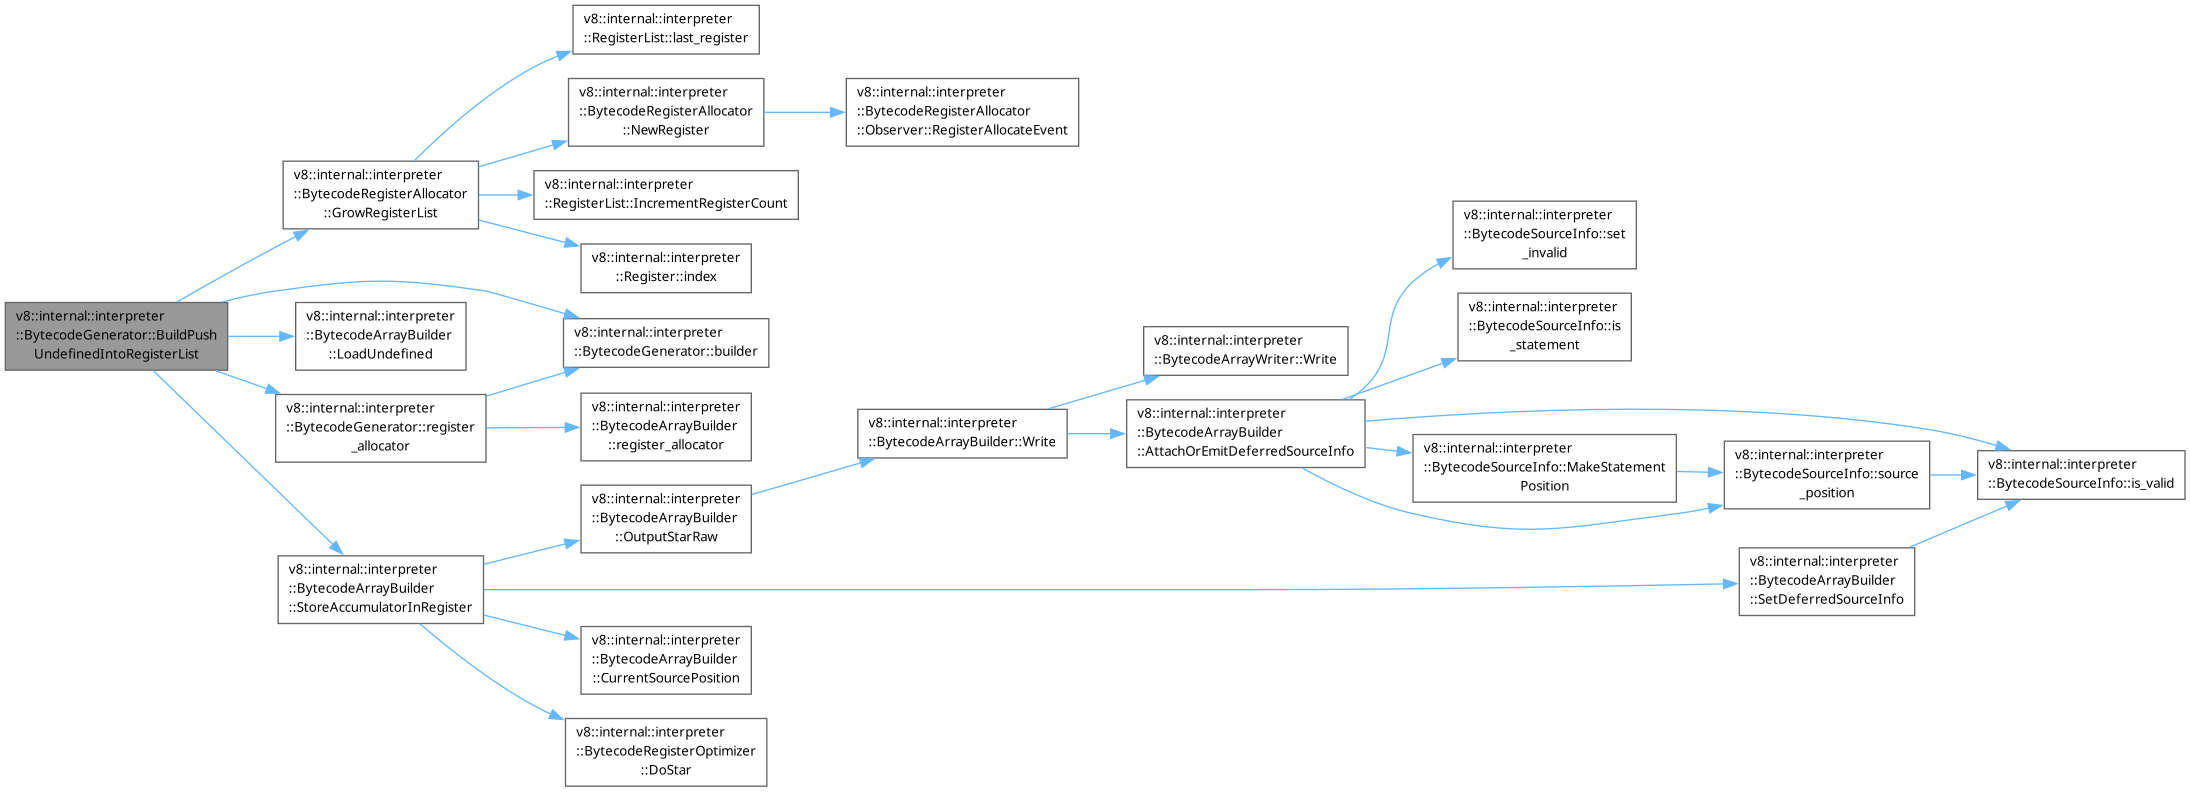 v8::internal::interpreter
::RegisterList::last_register
v8::internal::interpreter
::BytecodeRegisterAllocator
::NewRegister
v8::internal::interpreter
::BytecodeRegisterAllocator
::Observer::RegisterAllocateEvent
v8::internal::interpreter
::BytecodeRegisterAllocator
::GrowRegisterList
v8::internal::interpreter
::RegisterList::IncrementRegisterCount
v8::internal::interpreter
::Register::index
v8::internal::interpreter
::BytecodeSourceInfo::set
_invalid
v8::internal::interpreter
::BytecodeGenerator::BuildPush
UndefinedIntoRegisterList
v8::internal::interpreter
::BytecodeArrayBuilder
::LoadUndefined
v8::internal::interpreter
::BytecodeGenerator::builder
v8::internal::interpreter
::BytecodeArrayWriter::Write
v8::internal::interpreter
::BytecodeSourceInfo::is
_statement
v8::internal::interpreter
::BytecodeGenerator::register
_allocator
v8::internal::interpreter
::BytecodeArrayBuilder
::register_allocator
v8::internal::interpreter
::BytecodeArrayBuilder::Write
v8::internal::interpreter
::BytecodeArrayBuilder
::AttachOrEmitDeferredSourceInfo
v8::internal::interpreter
::BytecodeSourceInfo::MakeStatement
Position
v8::internal::interpreter
::BytecodeSourceInfo::source
_position
v8::internal::interpreter
::BytecodeSourceInfo::is_valid
v8::internal::interpreter
::BytecodeArrayBuilder
::OutputStarRaw
v8::internal::interpreter
::BytecodeArrayBuilder
::StoreAccumulatorInRegister
v8::internal::interpreter
::BytecodeArrayBuilder
::SetDeferredSourceInfo
v8::internal::interpreter
::BytecodeArrayBuilder
::CurrentSourcePosition
v8::internal::interpreter
::BytecodeRegisterOptimizer
::DoStar